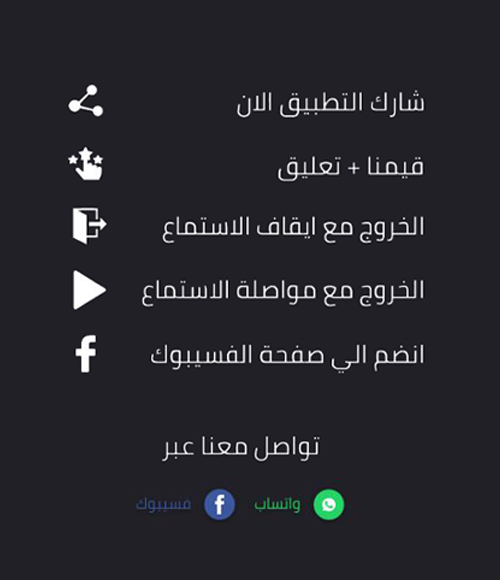 شارك التطبيق الان
قيمنا + تعليق
الخروج مع ايقاف الاستماع
الخروج مع مواصلة الاستماع
انضم الي صفحة الفسيبوك
تواصل معنا عبر
واتساب فسيبوك